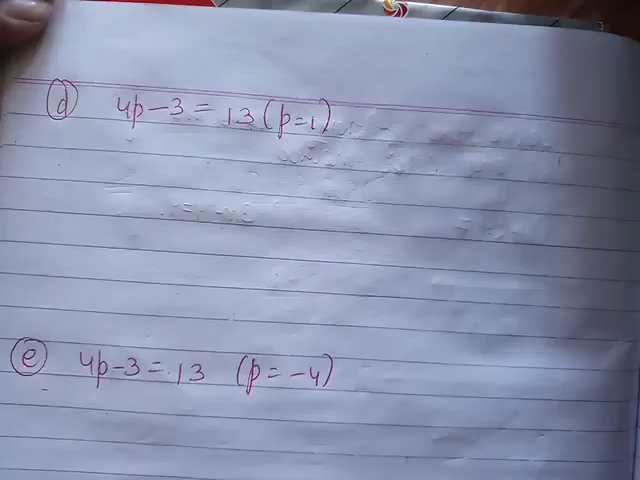 (d) 4p-3 = 13 (p=1)
(e) 4p-3 = 13 (p = -4)